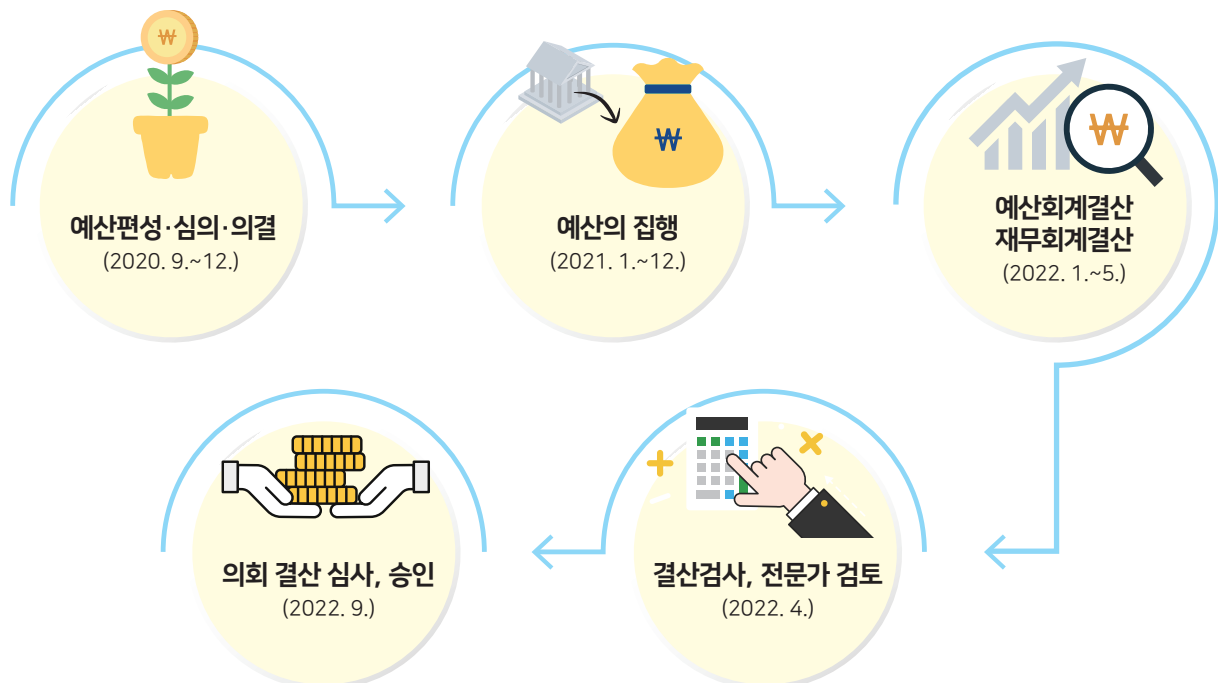 ₩
예산편성·심의·의결
(2020. 9.~12.)
₩
예산의 집행
(2021. 1.~12.)
₩
예산회계결산
재무회계결산
(2022. 1.~5.)
결산검사, 전문가 검토
(2022. 4.)
의회 결산 심사, 승인
(2022. 9.)